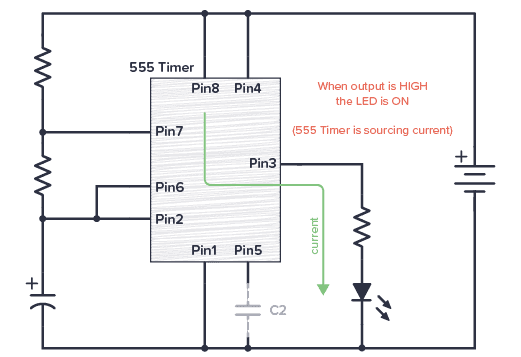 555 Timer
Pin8 Pin4
When output is HIGH
the LED is ON
(555 Timer is sourcing current)
Pin7
Pin3
+
Pin6
Pin2
current
Pin1 Pin5
+
C2